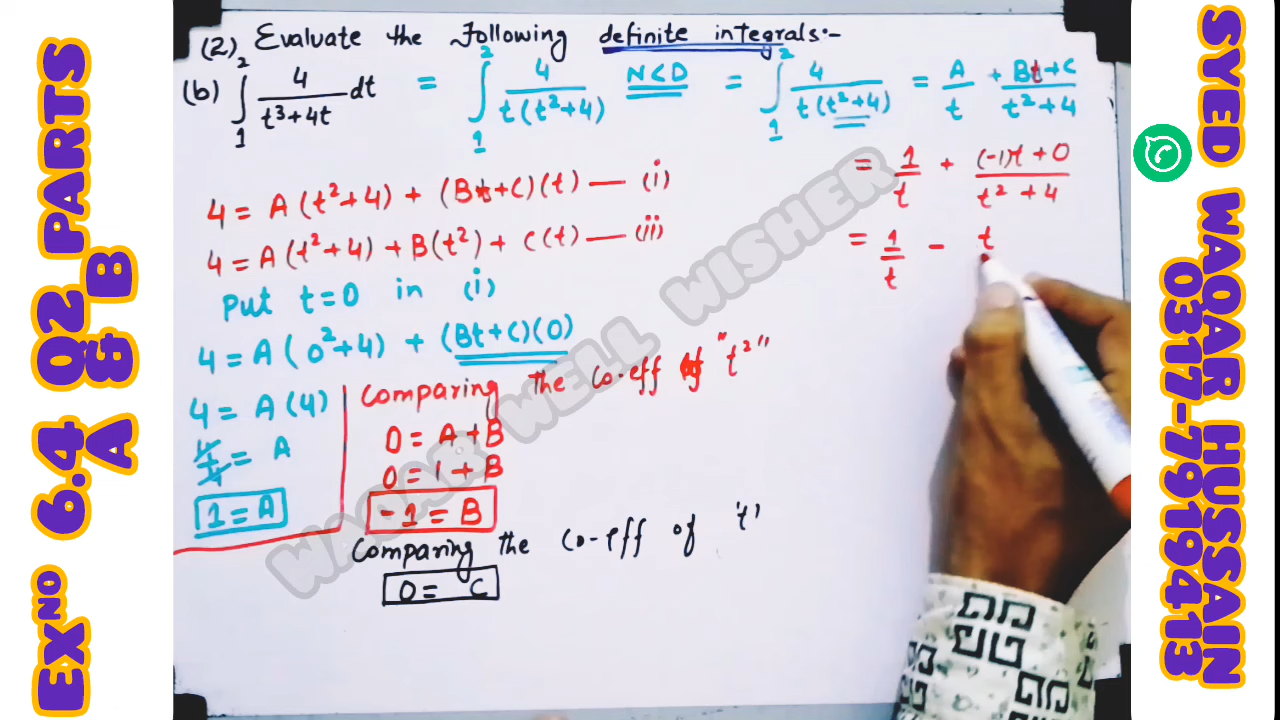 Ex^NO 6.4 Q2 PARTS
A & B
(2) Evaluate the Following definite integrals:-
(b) ∫₁² 4/(t³+4t) dt = ∫₁² 4/(t(t²+4)) N<D = ∫₁² 4/(t(t²+4)) = A/t + (Bt+C)/(t²+4)
= 1/t + ((-1)t+0)/(t²+4)
= 1/t - t
4 = A(t²+4) + (Bt+C)(t) — (i)
4 = A(t²+4) + B(t²) + C(t) — (ii)
Put t=0 in (i)
4 = A(0²+4) + (Bt+C)(0)
4 = A(4)
4/4 = A
1 = A
Comparing the Co-eff of "t²"
0 = A+B
0 = 1+B
-1 = B
Comparing the Co-eff of 't'
0 = C
WAQAR WELL WISHER
SYED WAQAR HUSSAIN
0317-7919413